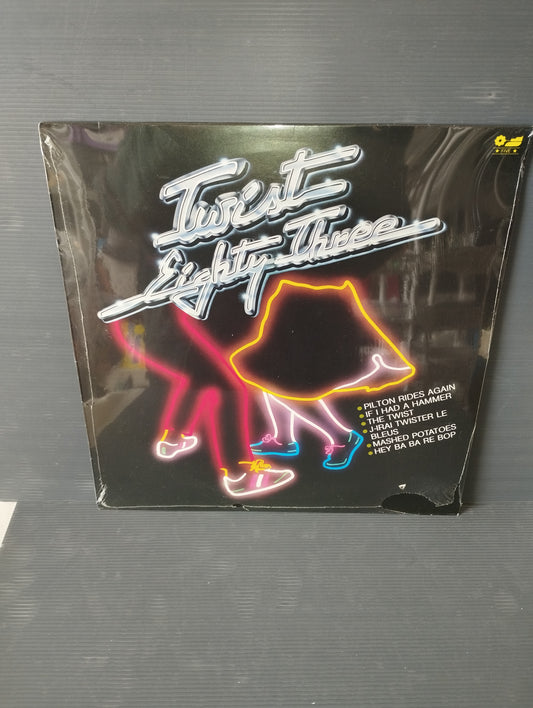 Twist
Eighty Three
PILTON RIDES AGAIN
IF I HAD A HAMMER
THE TWIST
J-IRAI TWISTER LE
BLEUS
MASHED POTATOES
HEY BA BA RE BOP